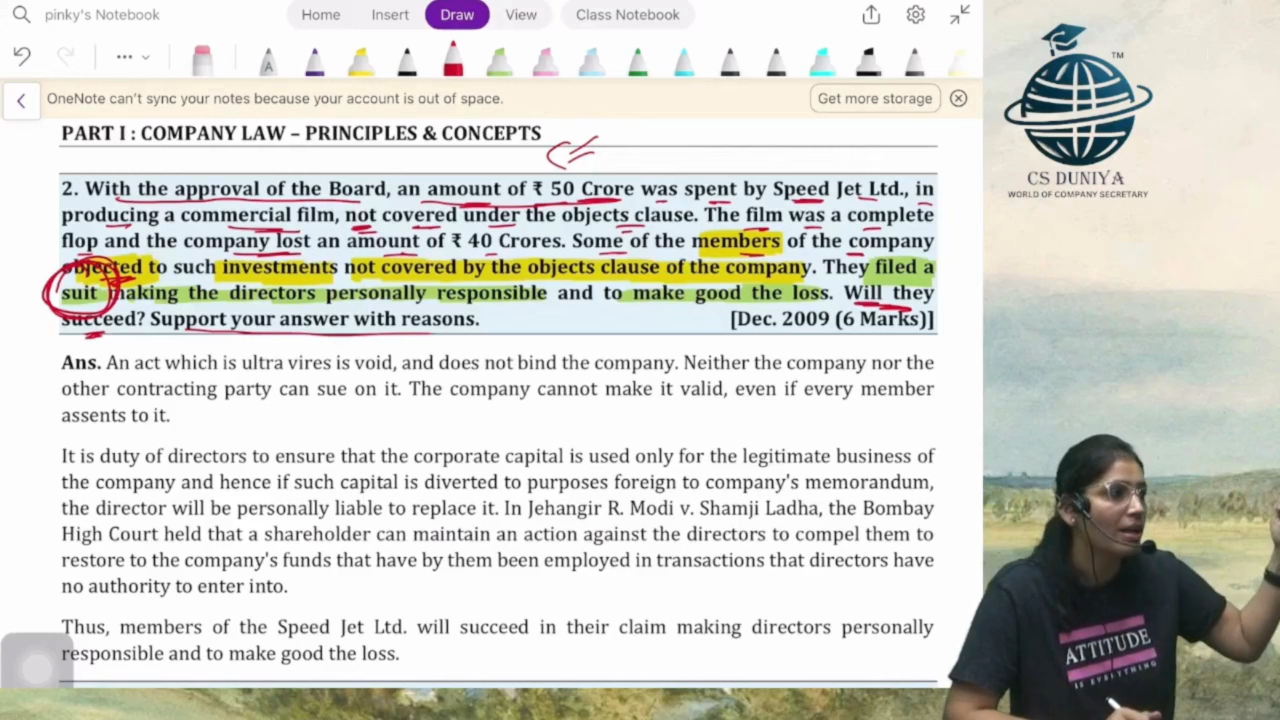 pinky's Notebook
Home Insert Draw View Class Notebook
OneNote can't sync your notes because your account is out of space.
Get more storage
PART I : COMPANY LAW – PRINCIPLES & CONCEPTS
2. With the approval of the Board, an amount of ₹ 50 Crore was spent by Speed Jet Ltd., in
producing a commercial film, not covered under the objects clause. The film was a complete
flop and the company lost an amount of ₹ 40 Crores. Some of the members of the company
objected to such investments not covered by the objects clause of the company. They filed a
suit making the directors personally responsible and to make good the loss. Will they
succeed? Support your answer with reasons. [Dec. 2009 (6 Marks)]
Ans. An act which is ultra vires is void, and does not bind the company. Neither the company nor the
other contracting party can sue on it. The company cannot make it valid, even if every member
assents to it.
It is duty of directors to ensure that the corporate capital is used only for the legitimate business of
the company and hence if such capital is diverted to purposes foreign to company's memorandum,
the director will be personally liable to replace it. In Jehangir R. Modi v. Shamji Ladha, the Bombay
High Court held that a shareholder can maintain an action against the directors to compel them to
restore to the company's funds that have by them been employed in transactions that directors have
no authority to enter into.
Thus, members of the Speed Jet Ltd. will succeed in their claim making directors personally
responsible and to make good the loss.
TM
CS DUNIYA
WORLD OF COMPANY SECRETARY
ATTITUDE
IS EVERYTHING